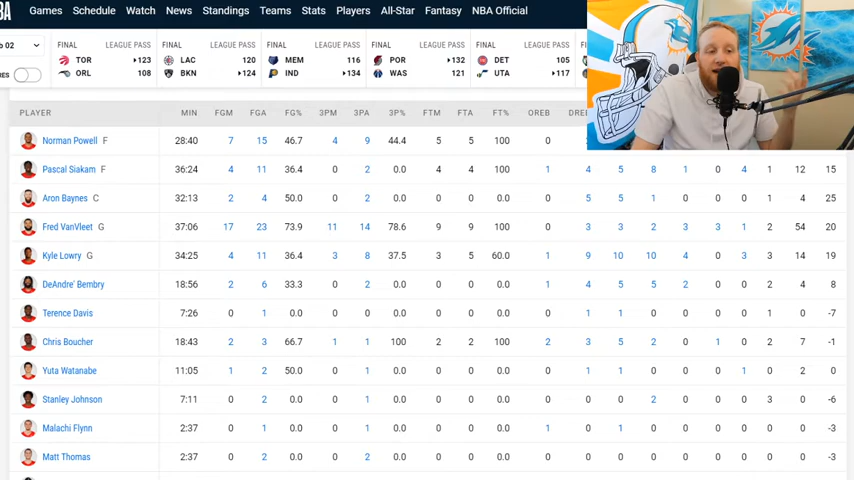 BA Games Schedule Watch News Standings Teams Stats Players All-Star Fantasy NBA Official
b 02 FINAL LEAGUE PASS FINAL LEAGUE PASS FINAL LEAGUE PASS FINAL LEAGUE PASS FINAL
TOR 123 LAC 120 MEM 116 POR 132 DET 105
RES ORL 108 BKN 124 IND 134 WAS 121 UTA 117
PLAYER MIN FGM FGA FG% 3PM 3PA 3P% FTM FTA FT% OREB DREB
Norman Powell F 28:40 7 15 46.7 4 9 44.4 5 5 100 0
Pascal Siakam F 36:24 4 11 36.4 0 2 0.0 4 4 100 1 4 5 8 1 0 4 1 12 15
Aron Baynes C 32:13 2 4 50.0 0 2 0.0 0 0 0.0 0 5 5 1 0 0 0 1 4 25
Fred VanVleet G 37:06 17 23 73.9 11 14 78.6 9 9 100 0 3 3 2 3 3 1 2 54 20
Kyle Lowry G 34:25 4 11 36.4 3 8 37.5 3 5 60.0 1 9 10 10 4 0 3 3 14 19
DeAndre' Bembry 18:56 2 6 33.3 0 2 0.0 0 0 0.0 1 4 5 5 2 0 0 2 4 8
Terence Davis 7:26 0 1 0.0 0 1 0.0 0 0 0.0 0 1 1 0 0 0 0 1 0 -7
Chris Boucher 18:43 2 3 66.7 1 1 100 2 2 100 2 3 5 2 0 1 0 2 7 -1
Yuta Watanabe 11:05 1 2 50.0 0 1 0.0 0 0 0.0 0 1 1 0 0 0 1 0 2 0
Stanley Johnson 7:11 0 2 0.0 0 1 0.0 0 0 0.0 0 0 0 2 0 0 0 3 0 -6
Malachi Flynn 2:37 0 1 0.0 0 0 0.0 0 0 0.0 1 0 1 0 0 0 0 0 0 -3
Matt Thomas 2:37 0 2 0.0 0 2 0.0 0 0 0.0 0 0 0 0 0 0 0 0 0 -3